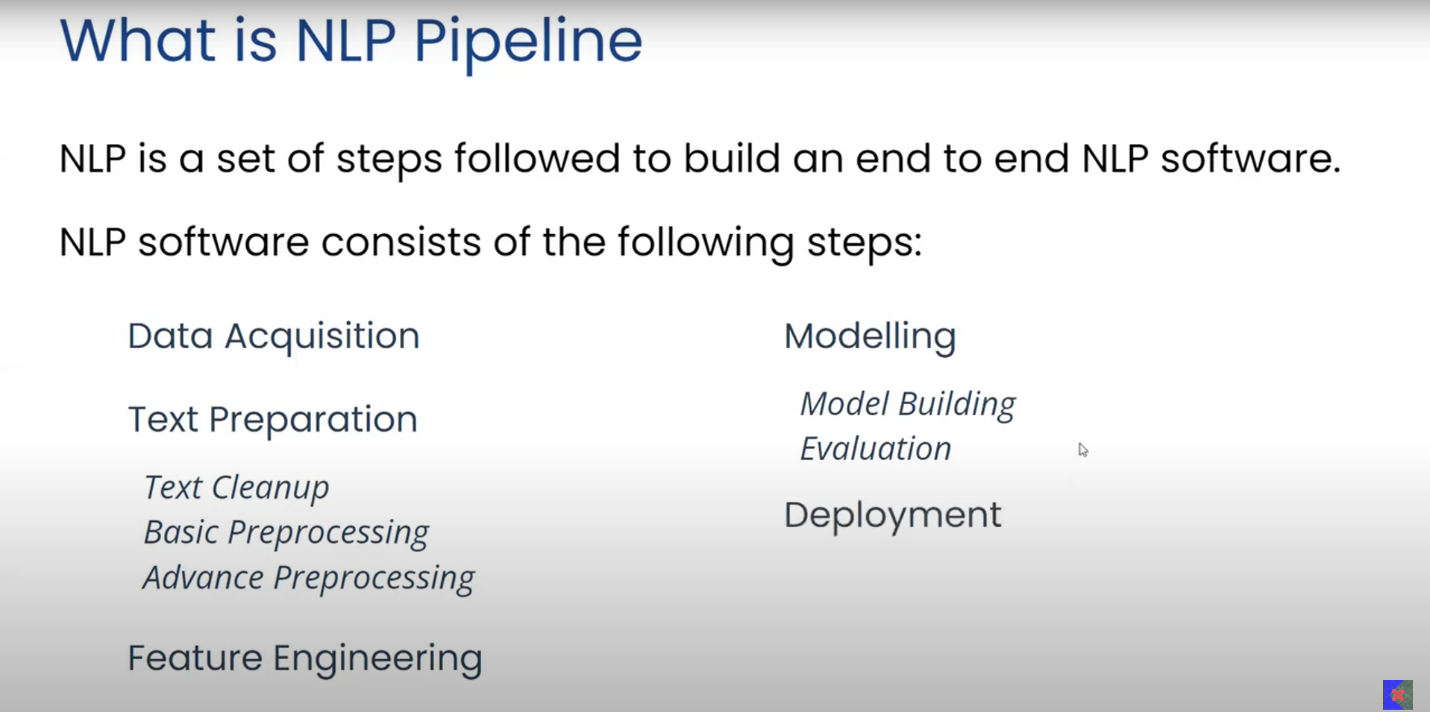 What is NLP Pipeline
NLP is a set of steps followed to build an end to end NLP software.
NLP software consists of the following steps:
Data Acquisition
Text Preparation
Text Cleanup
Basic Preprocessing
Advance Preprocessing
Feature Engineering
Modelling
Model Building
Evaluation
Deployment